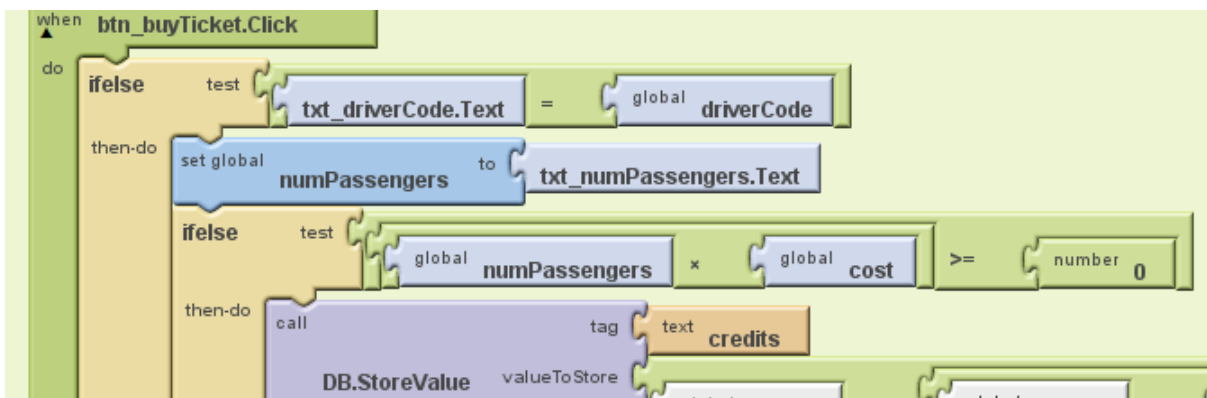 when btn_buyTicket.Click
do
ifelse test txt_driverCode.Text = global driverCode
then-do set global numPassengers to txt_numPassengers.Text
ifelse test global numPassengers × global cost >= number 0
then-do call tag text credits
DB.StoreValue valueToStore